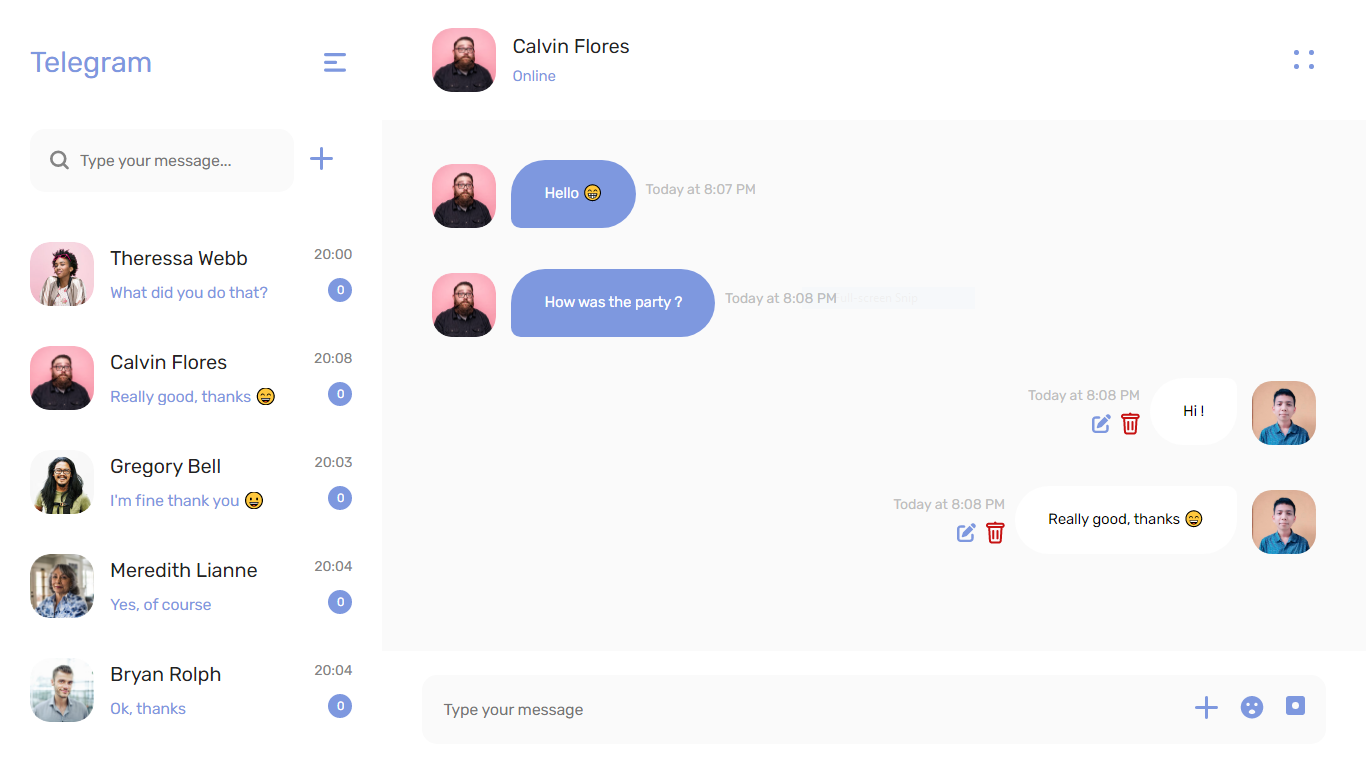 Telegram
Type your message...
Theressa Webb
20:00
What did you do that?
0
Calvin Flores
20:08
Really good, thanks 😄
0
Gregory Bell
20:03
I'm fine thank you 😀
0
Meredith Lianne
20:04
Yes, of course
0
Bryan Rolph
20:04
Ok, thanks
0
Calvin Flores
Online
Hello 😁
Today at 8:07 PM
How was the party ?
Today at 8:08 PM
Today at 8:08 PM
Hi !
Today at 8:08 PM
Really good, thanks 😄
Type your message